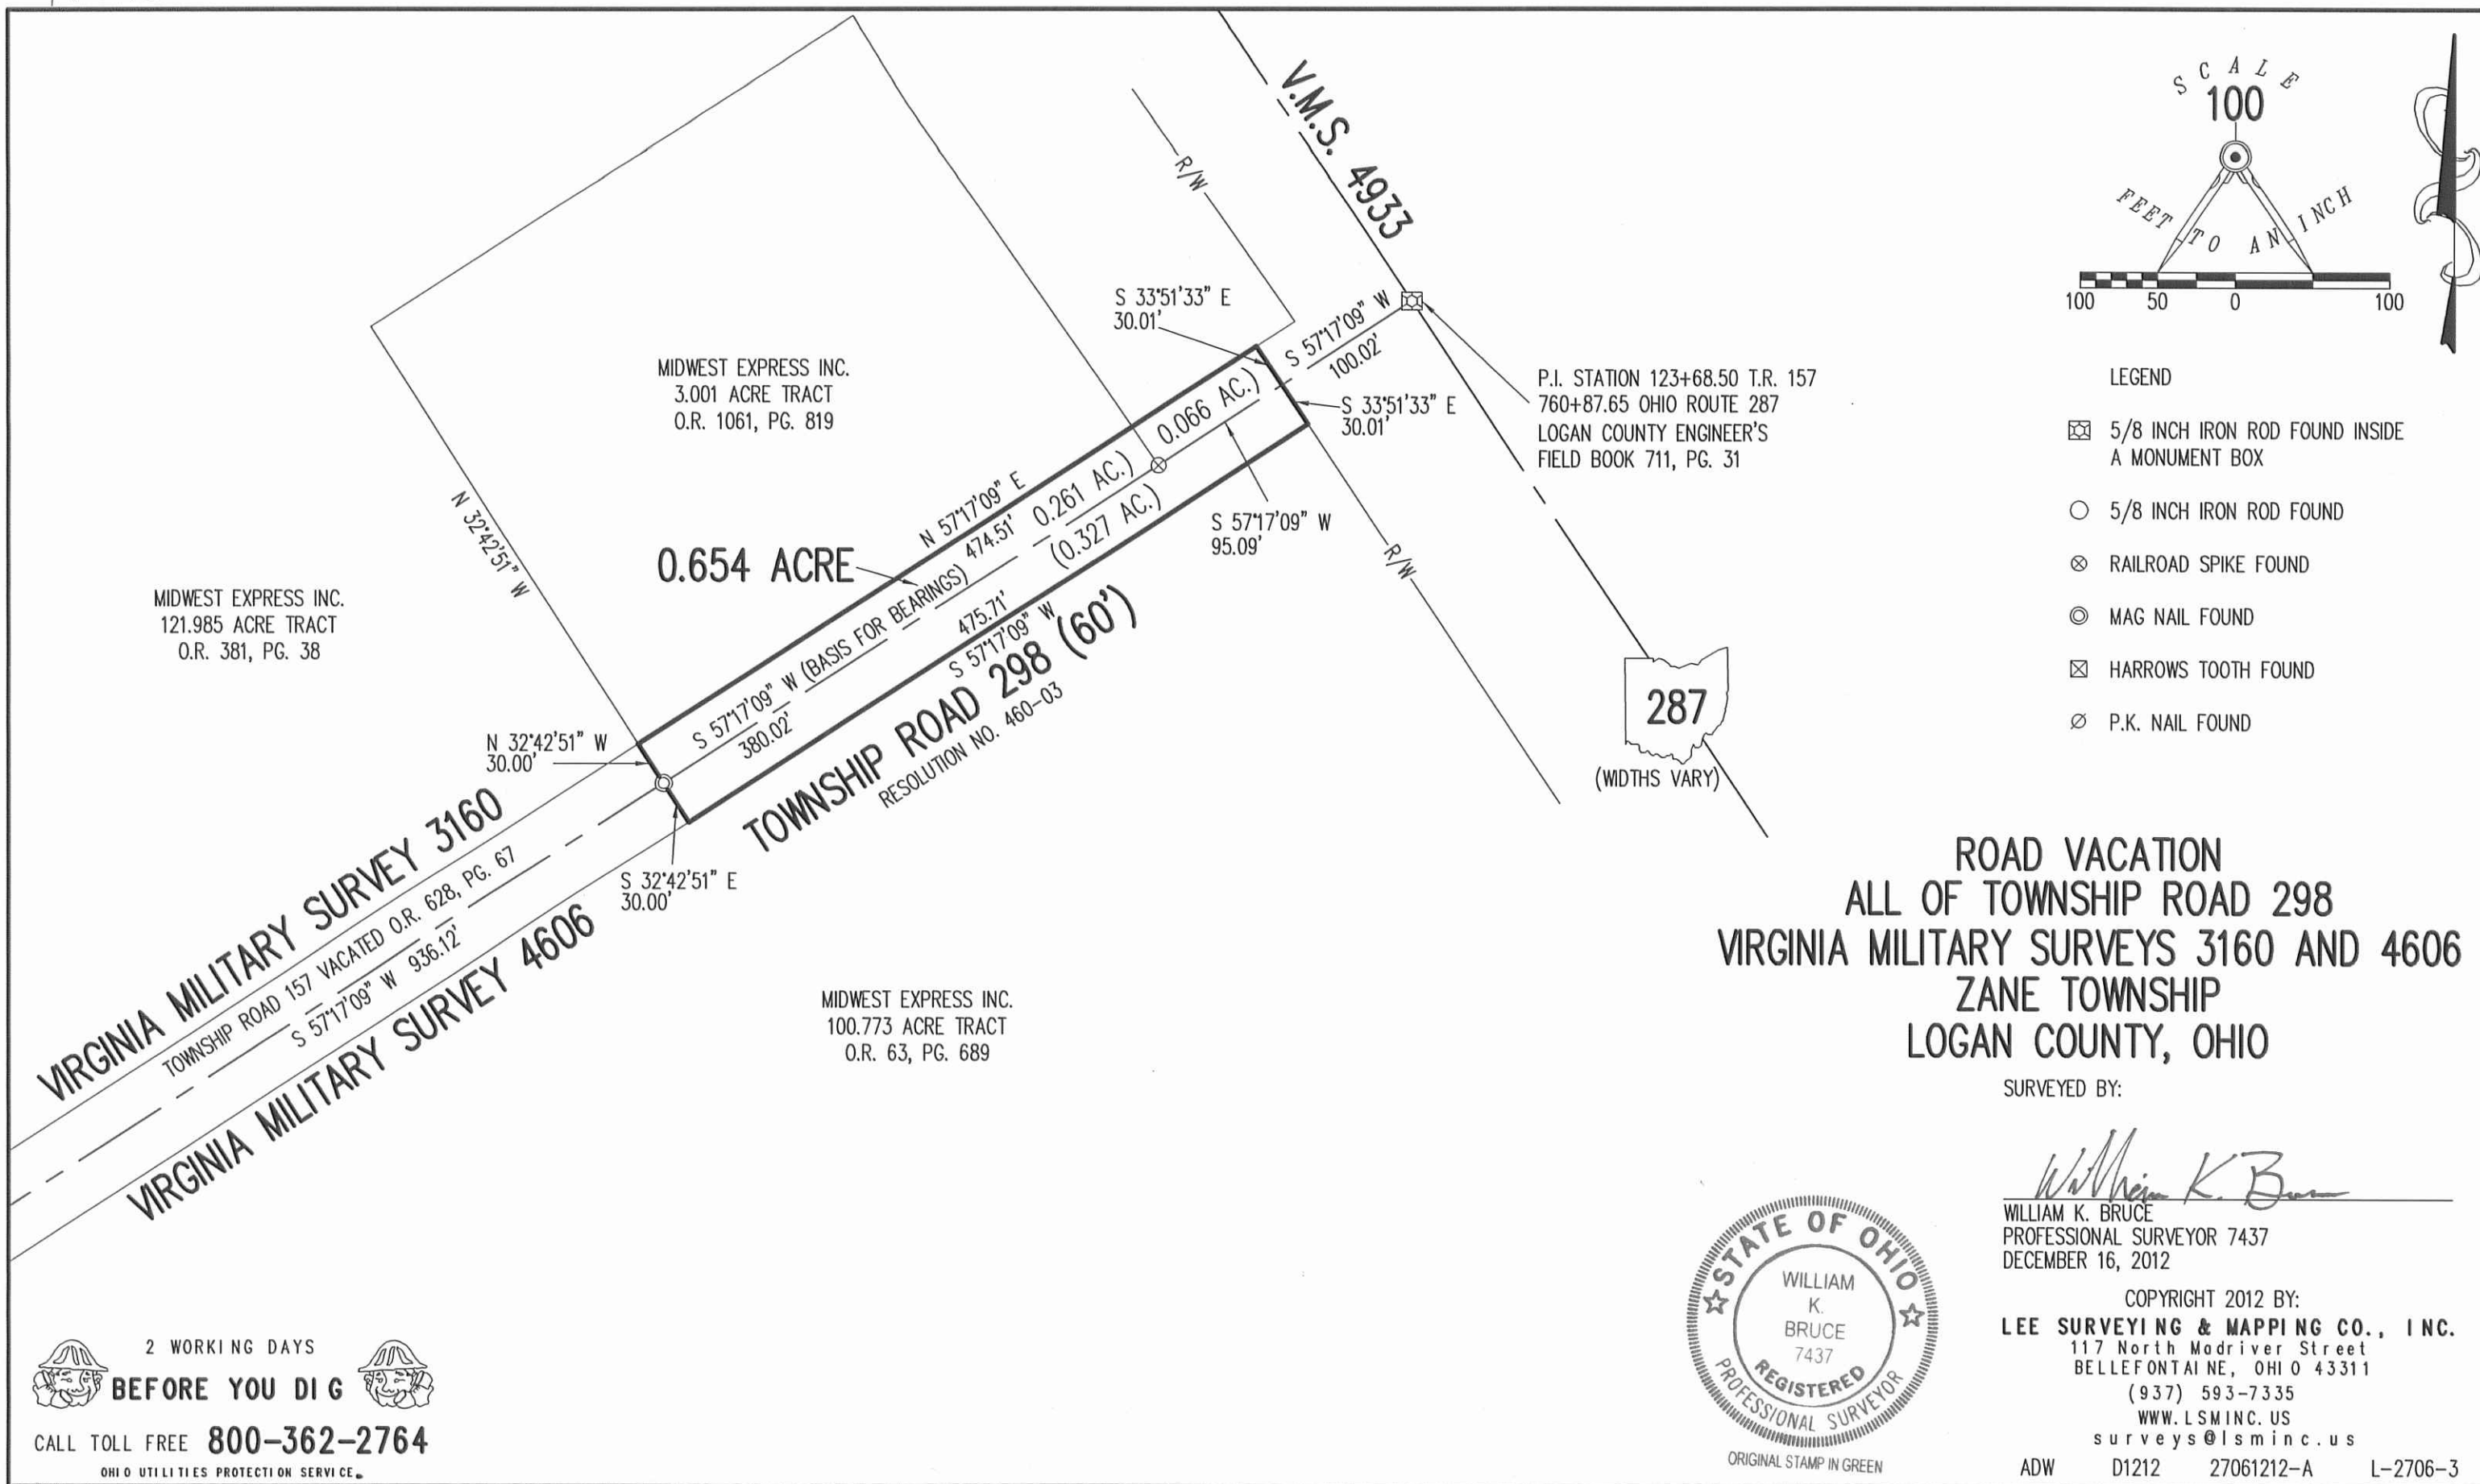 V.M.S. 4933
R/W
S 33°51'33" E
30.01'
S 57°17'09" W
100.02'
MIDWEST EXPRESS INC.
3.001 ACRE TRACT
O.R. 1061, PG. 819
P.I. STATION 123+68.50 T.R. 157
760+87.65 OHIO ROUTE 287
LOGAN COUNTY ENGINEER'S
FIELD BOOK 711, PG. 31
S 33°51'33" E
30.01'
0.066 AC.)
N 32°42'51" W
N 57°17'09" E
474.51'
0.261 AC.)
(0.327 AC.)
S 57°17'09" W
95.09'
R/W
0.654 ACRE
MIDWEST EXPRESS INC.
121.985 ACRE TRACT
O.R. 381, PG. 38
S 57°17'09" W (BASIS FOR BEARINGS)
380.02'
475.71'
S 57°17'09" W
TOWNSHIP ROAD 298 (60')
RESOLUTION NO. 460-03
N 32°42'51" W
30.00'
S 32°42'51" E
30.00'
287
(WIDTHS VARY)
VIRGINIA MILITARY SURVEY 3160
TOWNSHIP ROAD 157 VACATED O.R. 628, PG. 67
S 57°17'09" W 936.12'
VIRGINIA MILITARY SURVEY 4606
MIDWEST EXPRESS INC.
100.773 ACRE TRACT
O.R. 63, PG. 689
SCALE
100
FEET TO AN INCH
100 50 0 100
LEGEND
5/8 INCH IRON ROD FOUND INSIDE
A MONUMENT BOX
5/8 INCH IRON ROD FOUND
RAILROAD SPIKE FOUND
MAG NAIL FOUND
HARROWS TOOTH FOUND
P.K. NAIL FOUND
ROAD VACATION
ALL OF TOWNSHIP ROAD 298
VIRGINIA MILITARY SURVEYS 3160 AND 4606
ZANE TOWNSHIP
LOGAN COUNTY, OHIO
SURVEYED BY:
William K. Bruce
WILLIAM K. BRUCE
PROFESSIONAL SURVEYOR 7437
DECEMBER 16, 2012
COPYRIGHT 2012 BY:
LEE SURVEYING & MAPPING CO., INC.
117 North Madriver Street
BELLEFONTAINE, OHIO 43311
(937) 593-7335
WWW.LSMINC.US
surveys@lsminc.us
ADW D1212 27061212-A L-2706-3
STATE OF OHIO
WILLIAM
K.
BRUCE
7437
REGISTERED
PROFESSIONAL SURVEYOR
ORIGINAL STAMP IN GREEN
2 WORKING DAYS
BEFORE YOU DIG
CALL TOLL FREE 800-362-2764
OHIO UTILITIES PROTECTION SERVICE